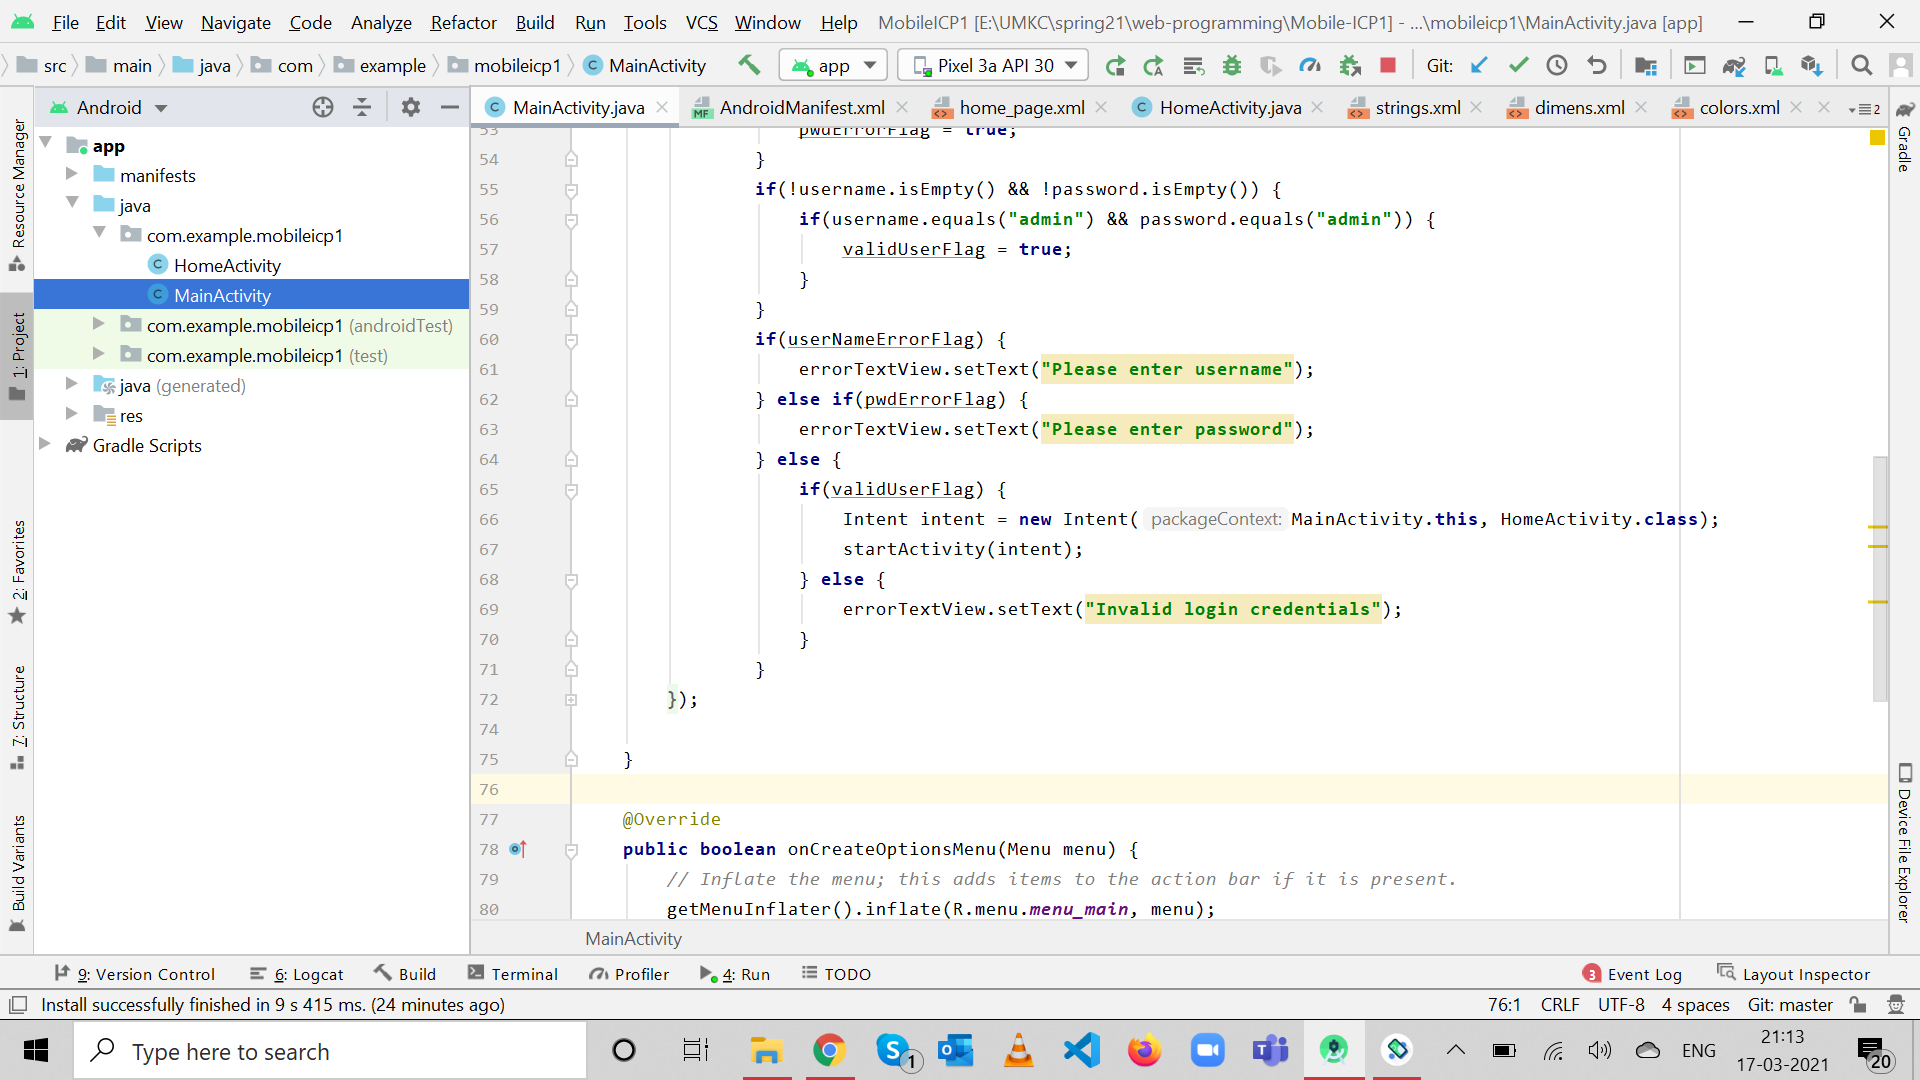 File Edit View Navigate Code Analyze Refactor Build Run Tools VCS Window Help MobileICP1 [E:\UMKC\spring21\web-programming\Mobile-ICP1] - ...\mobileicp1\MainActivity.java [app]
src main java com example mobileicp1 MainActivity app Pixel 3a API 30 Git:
Android MainActivity.java AndroidManifest.xml home_page.xml HomeActivity.java strings.xml dimens.xml colors.xml 2
Resource Manager
1: Project
2: Favorites
7: Structure
Build Variants
app
manifests
java
com.example.mobileicp1
HomeActivity
MainActivity
com.example.mobileicp1 (androidTest)
com.example.mobileicp1 (test)
java (generated)
res
Gradle Scripts
53 pwdErrorFlag = true;
54 }
55 if(!username.isEmpty() && !password.isEmpty()) {
56 if(username.equals("admin") && password.equals("admin")) {
57 validUserFlag = true;
58 }
59 }
60 if(userNameErrorFlag) {
61 errorTextView.setText("Please enter username");
62 } else if(pwdErrorFlag) {
63 errorTextView.setText("Please enter password");
64 } else {
65 if(validUserFlag) {
66 Intent intent = new Intent( packageContext: MainActivity.this, HomeActivity.class);
67 startActivity(intent);
68 } else {
69 errorTextView.setText("Invalid login credentials");
70 }
71 }
72 });
74
75 }
76
77 @Override
78 public boolean onCreateOptionsMenu(Menu menu) {
79 // Inflate the menu; this adds items to the action bar if it is present.
80 getMenuInflater().inflate(R.menu.menu_main, menu);
MainActivity
Gradle
Device File Explorer
9: Version Control 6: Logcat Build Terminal Profiler 4: Run TODO 3 Event Log Layout Inspector
Install successfully finished in 9 s 415 ms. (24 minutes ago) 76:1 CRLF UTF-8 4 spaces Git: master
Type here to search 1 ENG 21:13
17-03-2021 20